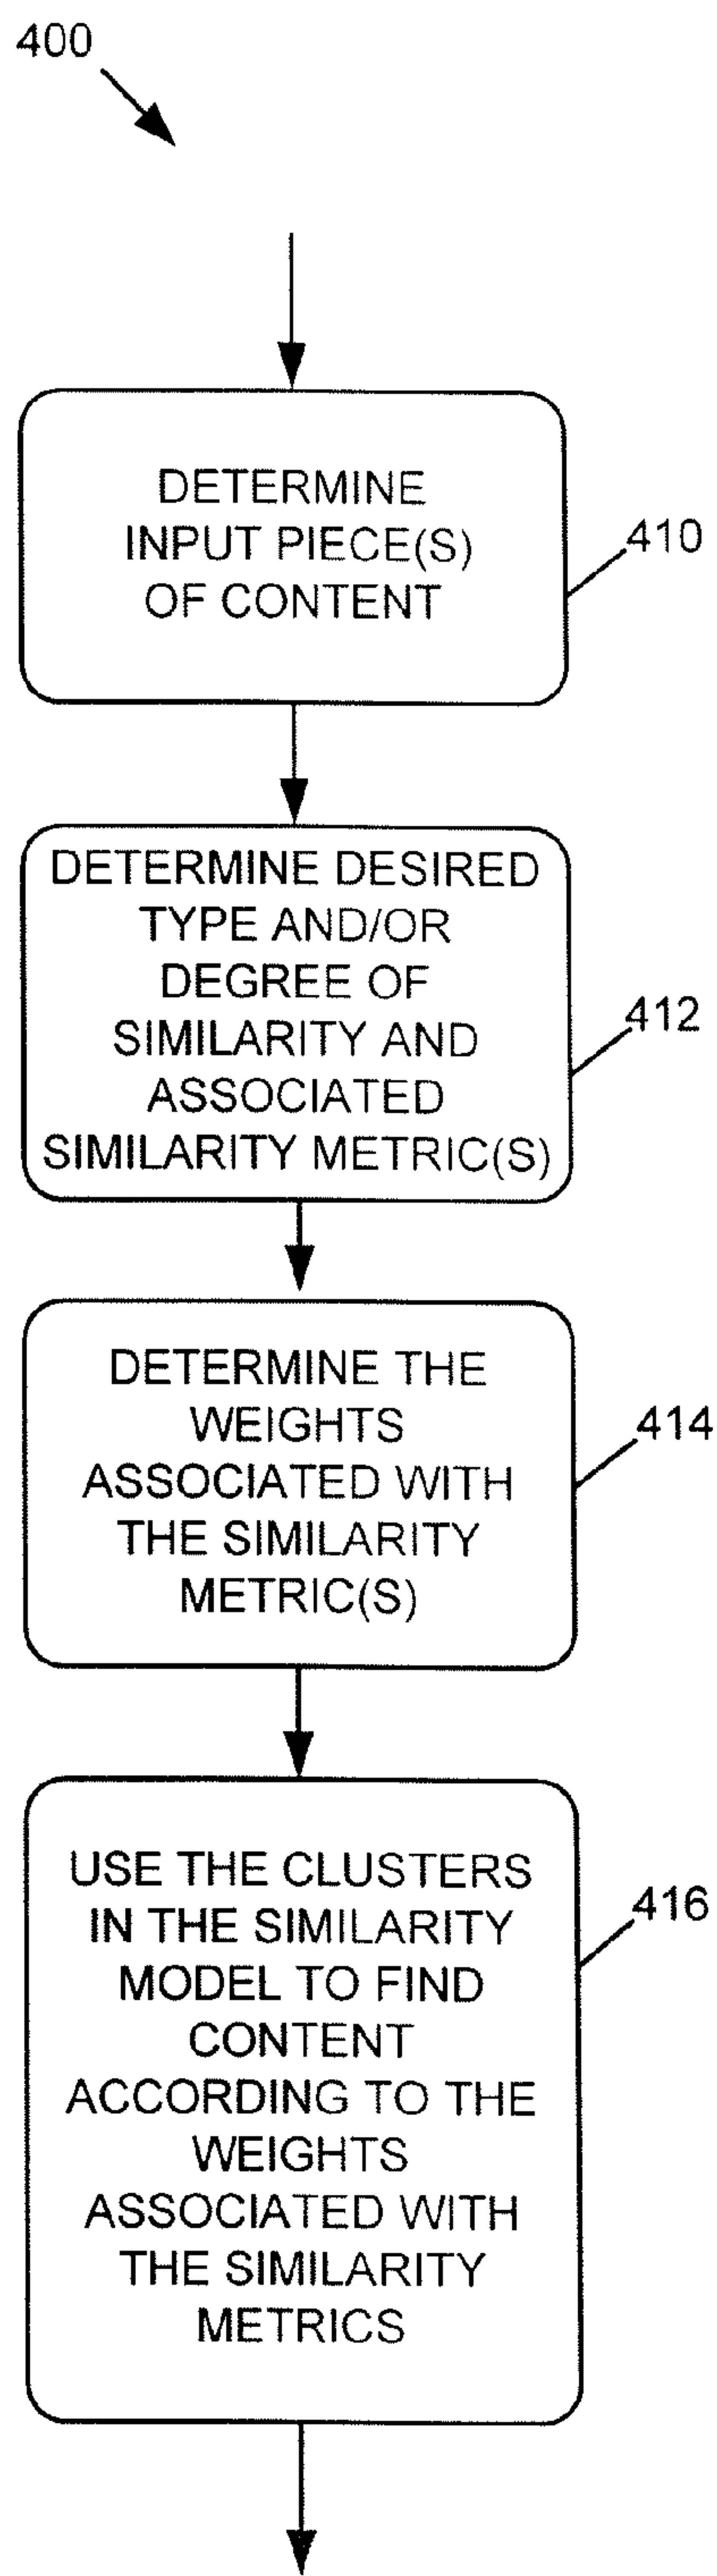 400
DETERMINE
INPUT PIECE(S)
OF CONTENT
410
DETERMINE DESIRED
TYPE AND/OR
DEGREE OF
SIMILARITY AND
ASSOCIATED
SIMILARITY METRIC(S)
412
DETERMINE THE
WEIGHTS
ASSOCIATED WITH
THE SIMILARITY
METRIC(S)
414
USE THE CLUSTERS
IN THE SIMILARITY
MODEL TO FIND
CONTENT
ACCORDING TO THE
WEIGHTS
ASSOCIATED WITH
THE SIMILARITY
METRICS
416